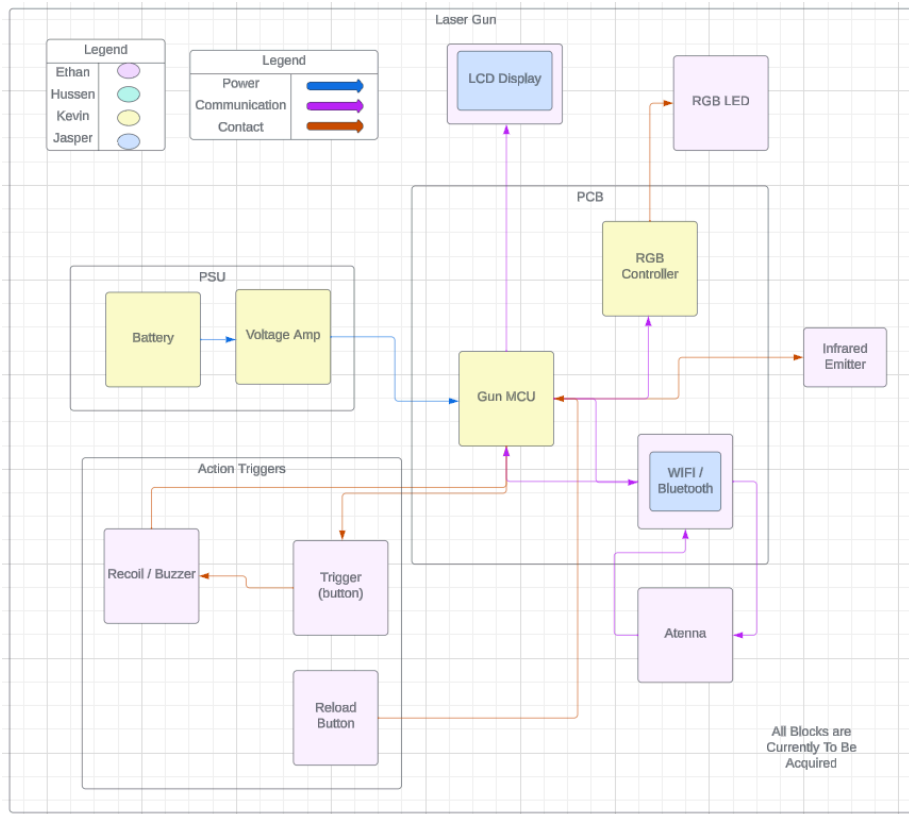 Laser Gun
Legend
Ethan
Hussen
Kevin
Jasper
Legend
Power
Communication
Contact
LCD Display
RGB LED
PCB
RGB
Controller
PSU
Battery
Voltage Amp
Gun MCU
Infrared
Emitter
WIFI /
Bluetooth
Action Triggers
Recoil / Buzzer
Trigger
(button)
Atenna
Reload
Button
All Blocks are
Currently To Be
Acquired